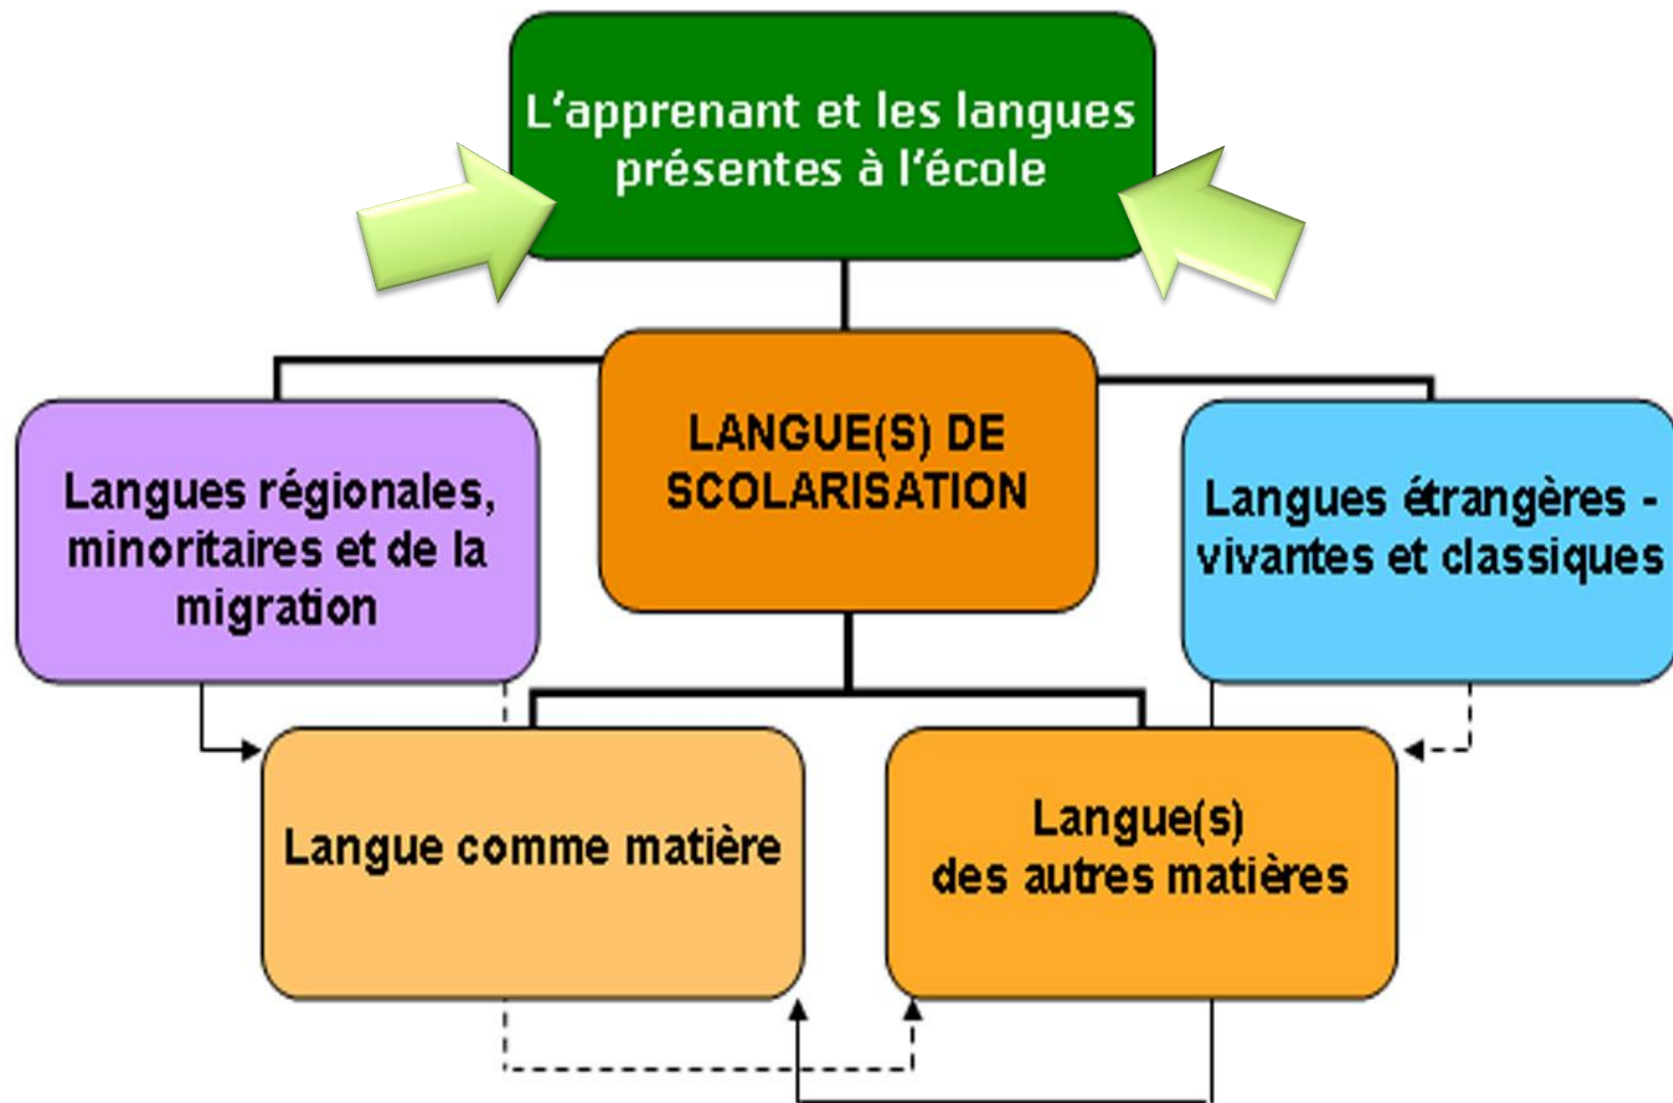 L'apprenant et les langues
présentes à l'école
LANGUE(S) DE
SCOLARISATION
Langues régionales,
minoritaires et de la
migration
Langues étrangères -
vivantes et classiques
Langue comme matière
Langue(s)
des autres matières